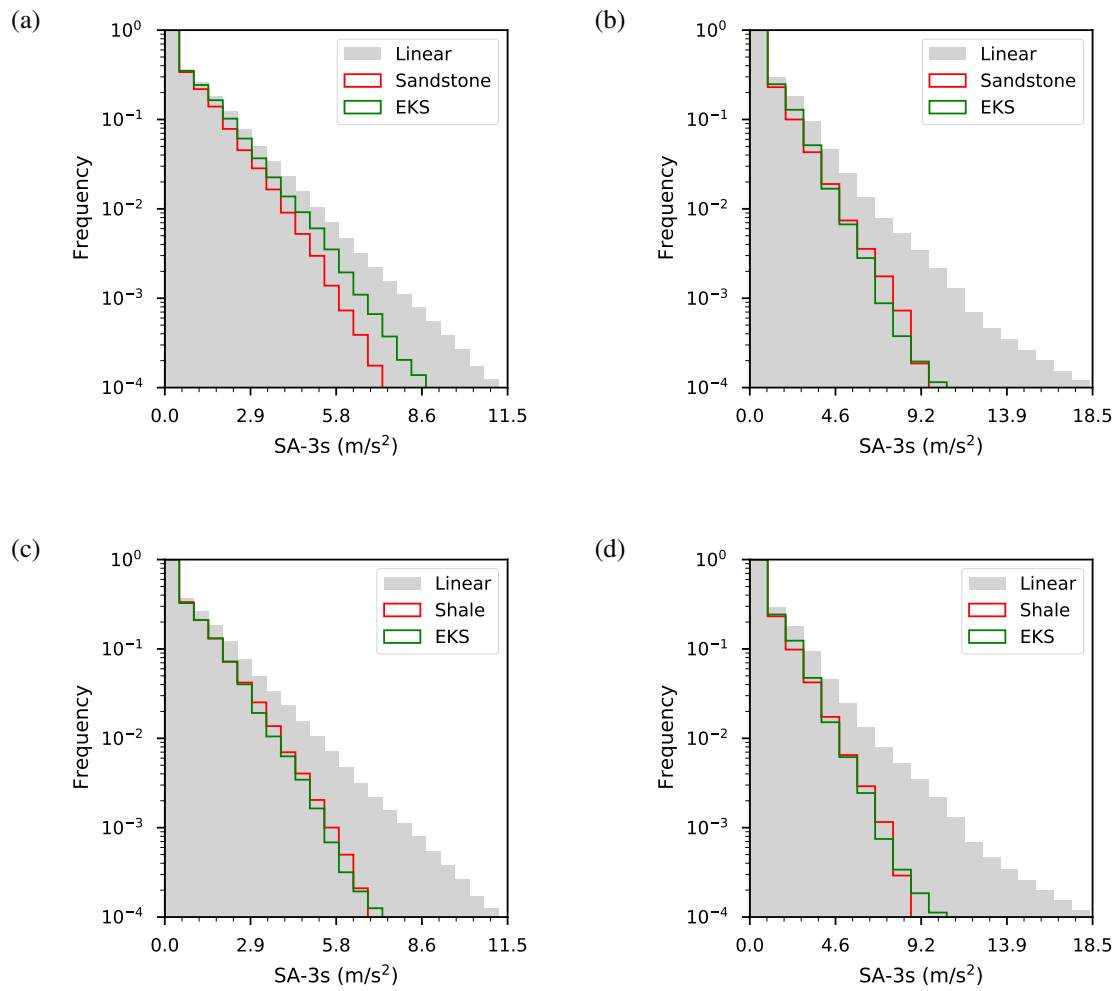 (a)
10^0
10^-1
10^-2
10^-3
10^-4
Frequency
0.0 2.9 5.8 8.6 11.5
SA-3s (m/s^2)
Linear
Sandstone
EKS
(b)
10^0
10^-1
10^-2
10^-3
10^-4
Frequency
0.0 4.6 9.2 13.9 18.5
SA-3s (m/s^2)
Linear
Sandstone
EKS
(c)
10^0
10^-1
10^-2
10^-3
10^-4
Frequency
0.0 2.9 5.8 8.6 11.5
SA-3s (m/s^2)
Linear
Shale
EKS
(d)
10^0
10^-1
10^-2
10^-3
10^-4
Frequency
0.0 4.6 9.2 13.9 18.5
SA-3s (m/s^2)
Linear
Shale
EKS